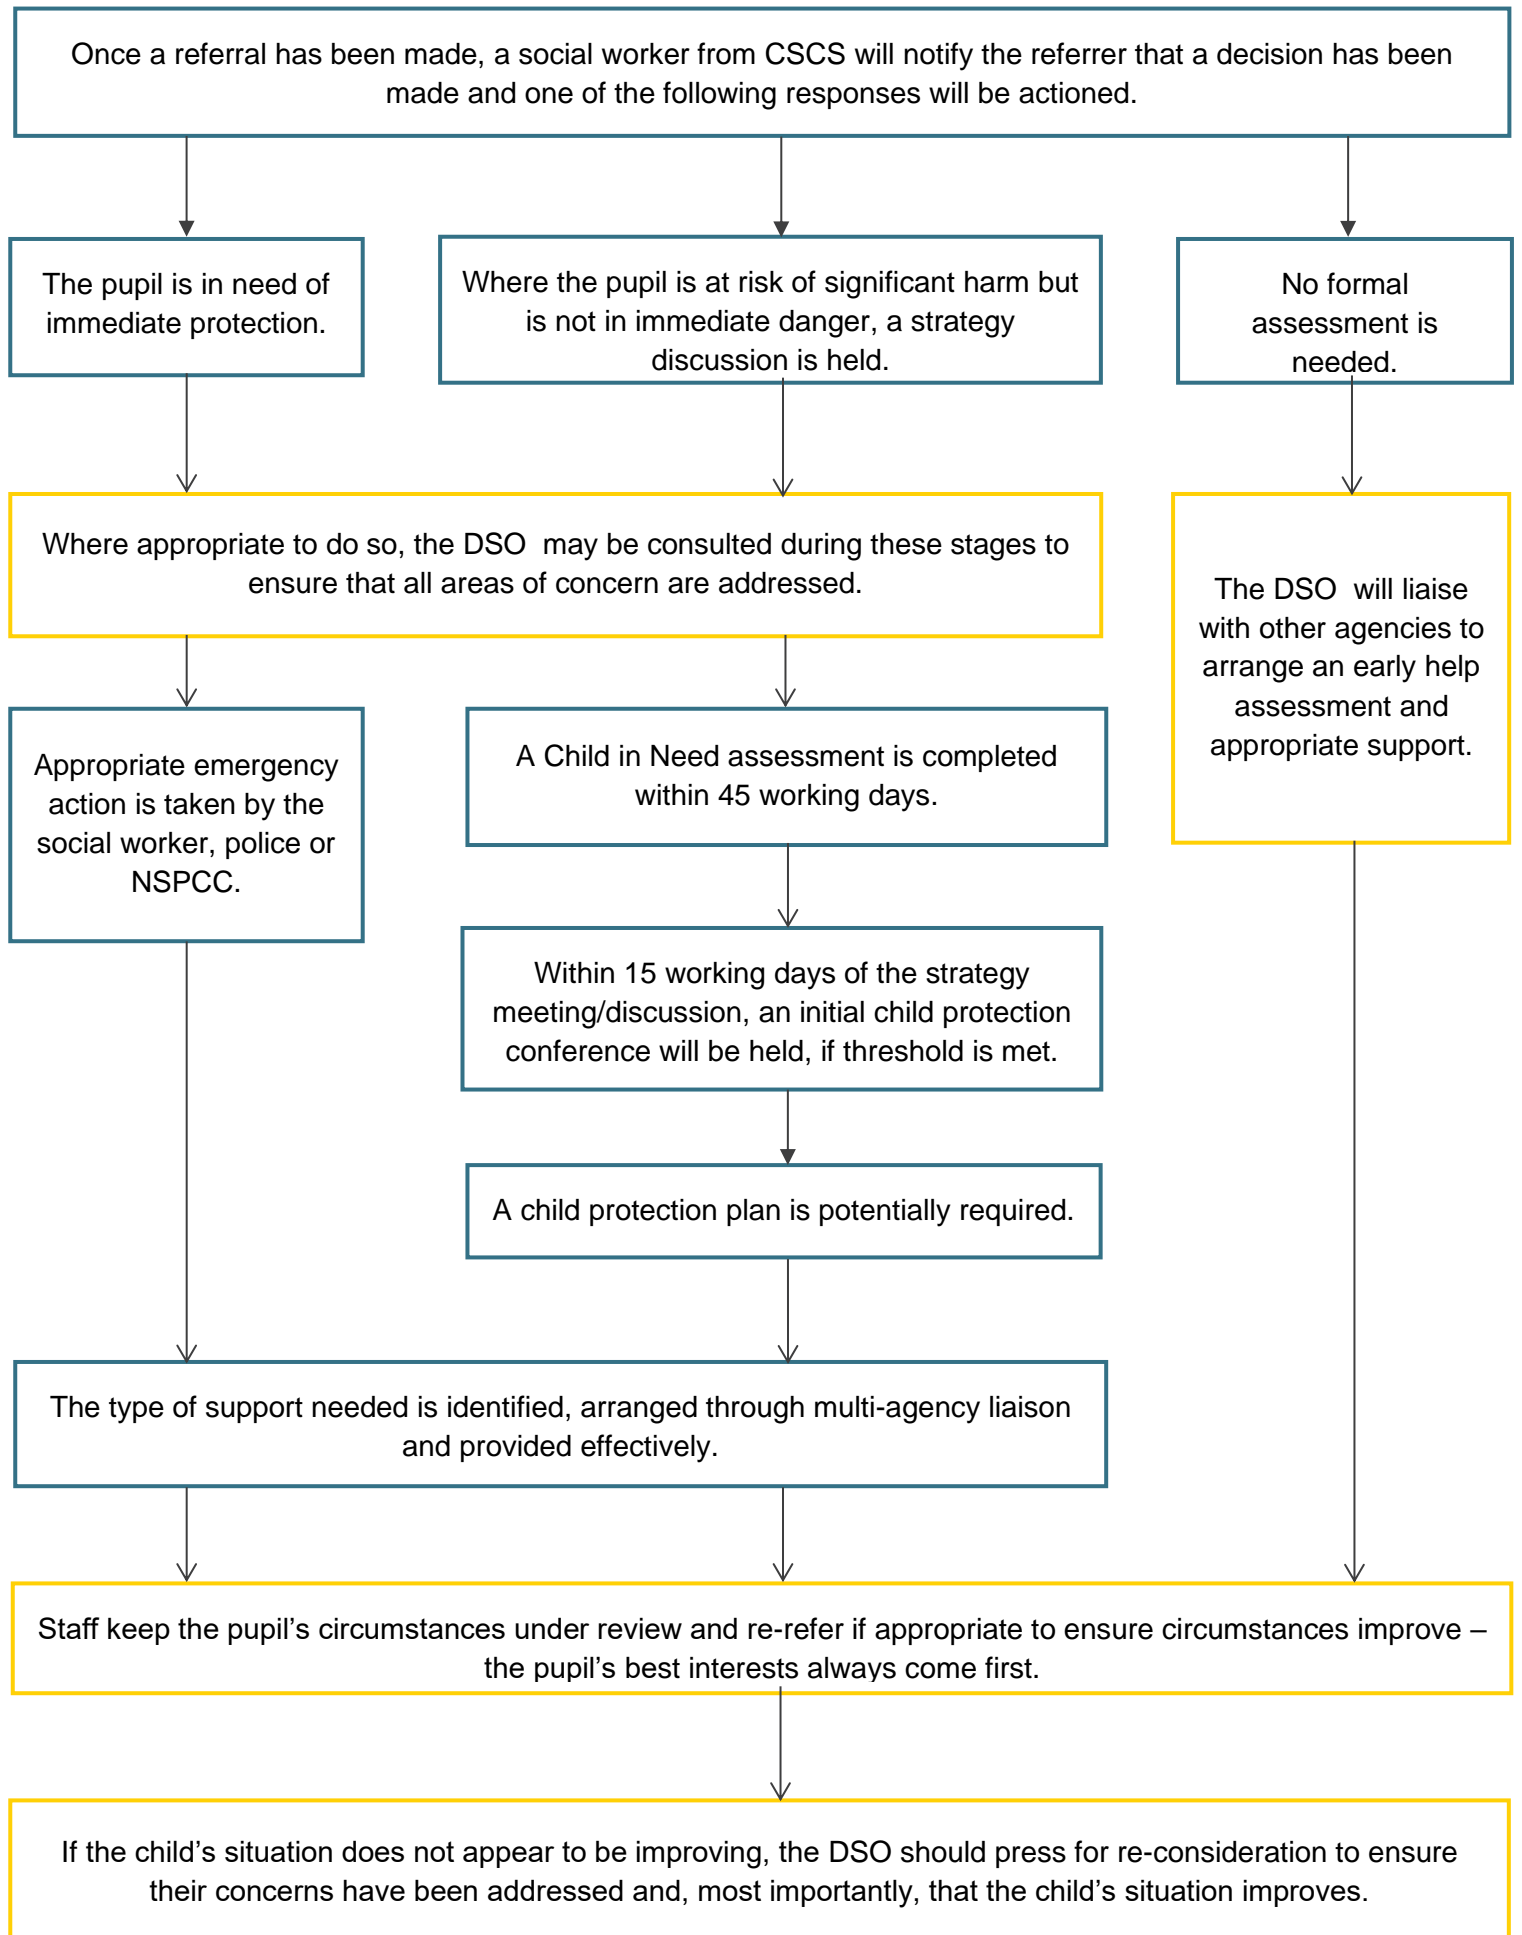 Once a referral has been made, a social worker from CSCS will notify the referrer that a decision has been
made and one of the following responses will be actioned.
The pupil is in need of
immediate protection.
Where the pupil is at risk of significant harm but
is not in immediate danger, a strategy
discussion is held.
No formal
assessment is
needed.
Where appropriate to do so, the DSO  may be consulted during these stages to
ensure that all areas of concern are addressed.
The DSO  will liaise
with other agencies to
arrange an early help
assessment and
appropriate support.
Appropriate emergency
action is taken by the
social worker, police or
NSPCC.
A Child in Need assessment is completed
within 45 working days.
Within 15 working days of the strategy
meeting/discussion, an initial child protection
conference will be held, if threshold is met.
A child protection plan is potentially required.
The type of support needed is identified, arranged through multi-agency liaison
and provided effectively.
Staff keep the pupil’s circumstances under review and re-refer if appropriate to ensure circumstances improve –
the pupil’s best interests always come first.
If the child’s situation does not appear to be improving, the DSO should press for re-consideration to ensure
their concerns have been addressed and, most importantly, that the child’s situation improves.